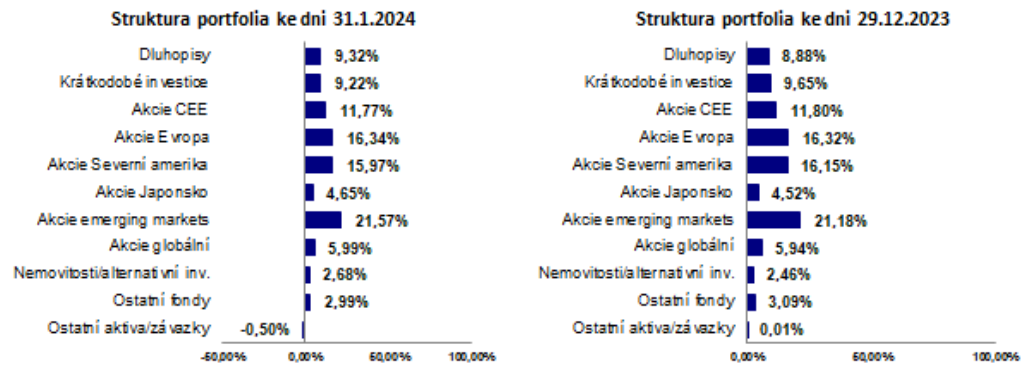 Struktura portfolia ke dni 31.1.2024
Dluhopisy 9,32%
Krátkodobé investice 9,22%
Akcie CEE 11,77%
Akcie Evropa 16,34%
Akcie Severní amerika 15,97%
Akcie Japonsko 4,65%
Akcie emerging markets 21,57%
Akcie globální 5,99%
Nemovitosti/alternativní inv. 2,68%
Ostatní fondy 2,99%
Ostatní aktiva/závazky -0,50%
-50,00% 0,00% 50,00% 100,00%
Struktura portfolia ke dni 29.12.2023
Dluhopisy 8,88%
Krátkodobé investice 9,65%
Akcie CEE 11,80%
Akcie Evropa 16,32%
Akcie Severní amerika 16,15%
Akcie Japonsko 4,52%
Akcie emerging markets 21,18%
Akcie globální 5,94%
Nemovitosti/alternativní inv. 2,46%
Ostatní fondy 3,09%
Ostatní aktiva/závazky 0,01%
0,00% 50,00% 100,00%